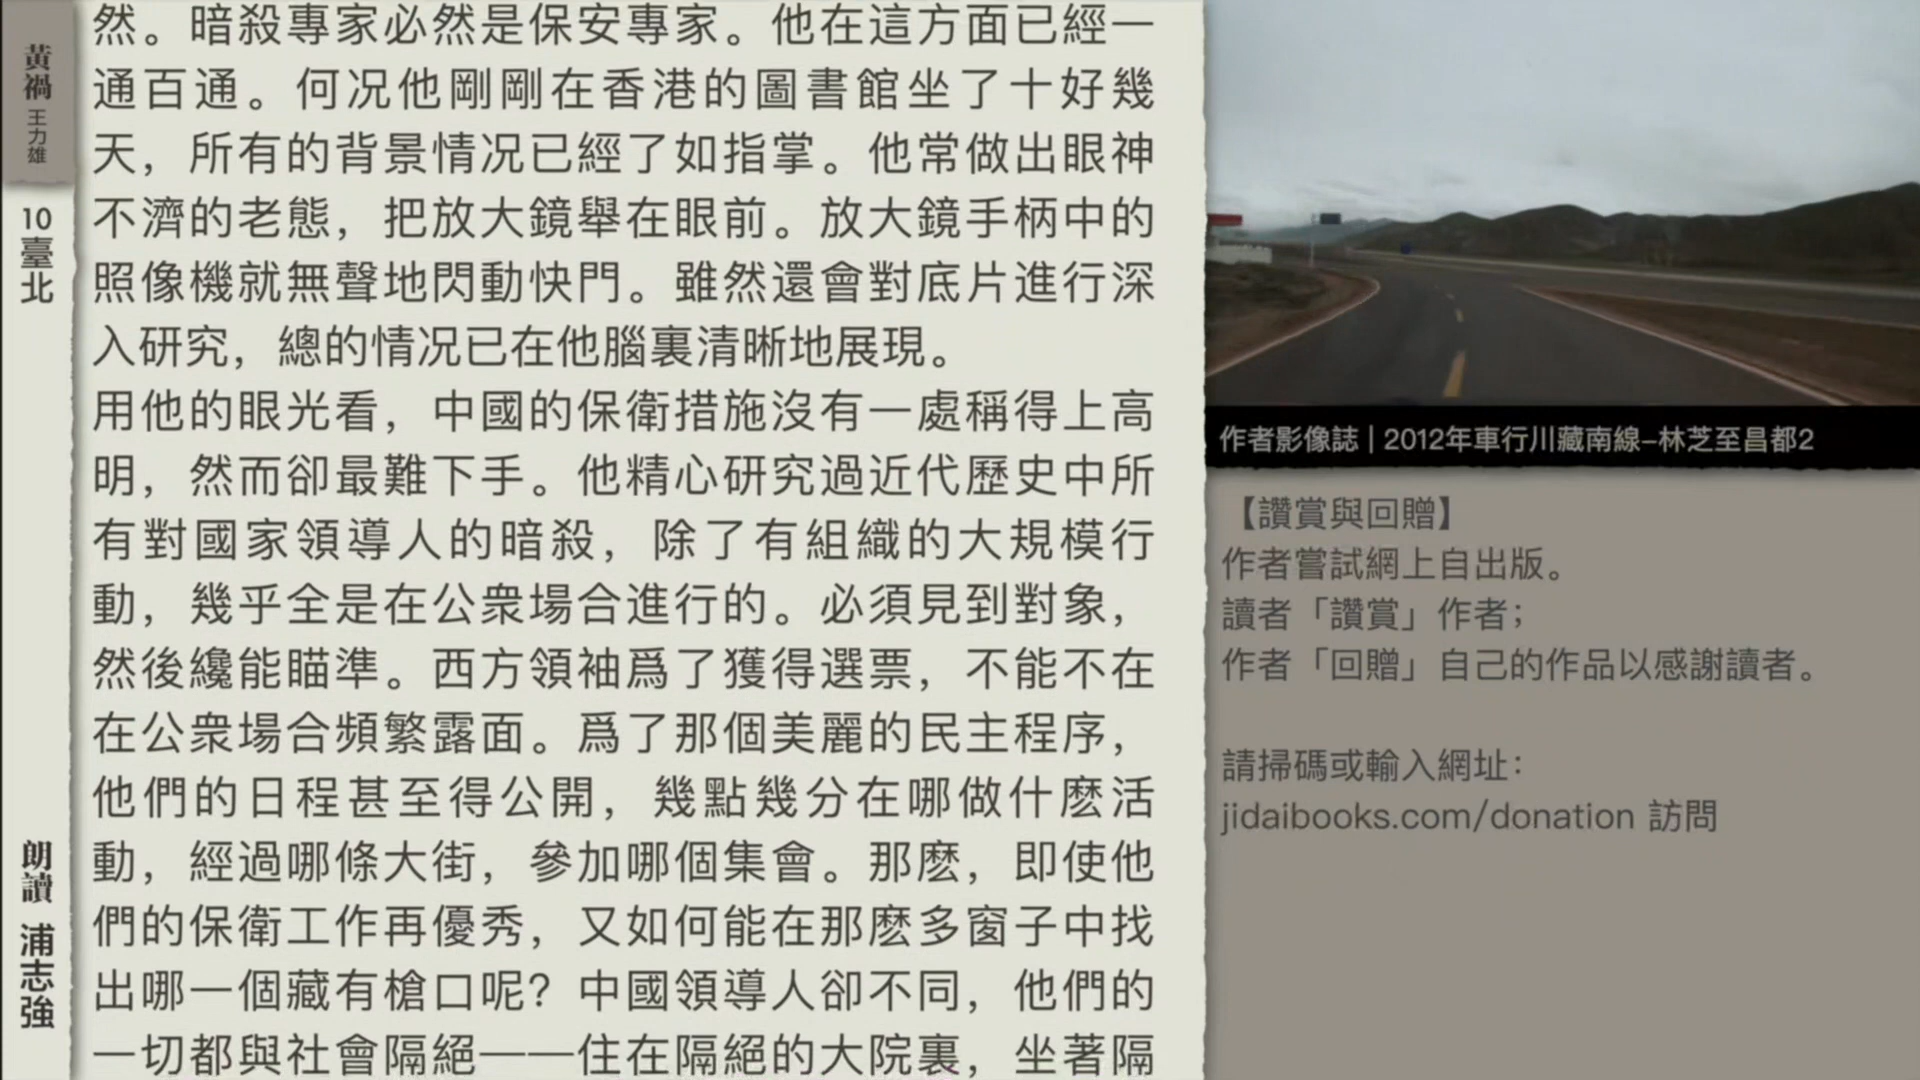 黃禍 王力雄
10 臺北
朗讀 浦志強
然。暗殺專家必然是保安專家。他在這方面已經一
通百通。何况他剛剛在香港的圖書館坐了十好幾
天，所有的背景情况已經了如指掌。他常做出眼神
不濟的老態，把放大鏡舉在眼前。放大鏡手柄中的
照像機就無聲地閃動快門。雖然還會對底片進行深
入研究，總的情况已在他腦裏清晰地展現。
用他的眼光看，中國的保衛措施沒有一處稱得上高
明，然而卻最難下手。他精心研究過近代歷史中所
有對國家領導人的暗殺，除了有組織的大規模行
動，幾乎全是在公衆場合進行的。必須見到對象，
然後纔能瞄準。西方領袖爲了獲得選票，不能不在
在公衆場合頻繁露面。爲了那個美麗的民主程序，
他們的日程甚至得公開，幾點幾分在哪做什麽活
動，經過哪條大街，參加哪個集會。那麽，即使他
們的保衛工作再優秀，又如何能在那麽多窗子中找
出哪一個藏有槍口呢？中國領導人卻不同，他們的
一切都與社會隔絕——住在隔絕的大院裏，坐著隔
作者影像誌｜2012年車行川藏南線–林芝至昌都2
【讚賞與回贈】
作者嘗試網上自出版。
讀者「讚賞」作者；
作者「回贈」自己的作品以感謝讀者。
請掃碼或輸入網址：
jidaibooks.com/donation 訪問